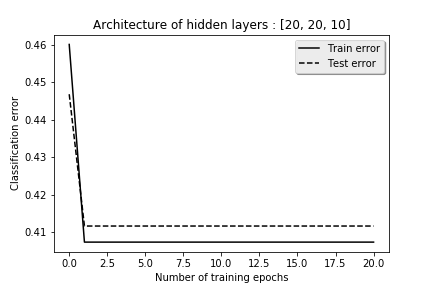 Architecture of hidden layers : [20, 20, 10]
Train error
Test error
0.46
0.45
0.44
0.43
0.42
0.41
Classification error
0.0 2.5 5.0 7.5 10.0 12.5 15.0 17.5 20.0
Number of training epochs